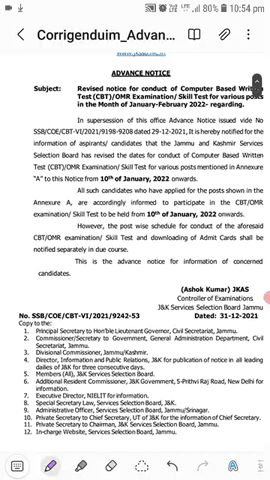 10:54 pm
80%
Corrigenduim_Advan
www.jkssb.nic.in
ADVANCE NOTICE
Subject: Revised notice for conduct of Computer Based Written
Test (CBT)/OMR Examination/ Skill Test for various posts
in the Month of January-February 2022- regarding.
In supersession of this office Advance Notice issued vide No
SSB/COE/CBT-VI/2021/9198-9208 dated 29-12-2021, It is hereby notified for the
information of aspirants/ candidates that the Jammu and Kashmir Services
Selection Board has revised the dates for conduct of Computer Based Written
Test (CBT)/OMR Examination/ Skill Test for various posts mentioned in Annexure
"A" to this Notice from 10th of January, 2022 onwards.
All such candidates who have applied for the posts shown in the
Annexure A, are accordingly informed to participate in the CBT/OMR
examination/ Skill Test to be held from 10th of January, 2022 onwards.
However, the post wise schedule for conduct of the aforesaid
CBT/OMR examination/ Skill Test and downloading of Admit Cards shall be
notified separately in due course.
This is the advance notice for information of concerned
candidates.
(Ashok Kumar) JKAS
Controller of Examinations
J&K Services Selection Board Jammu
No. SSB/COE/CBT-VI/2021/9242-53 Dated: 31-12-2021
Copy to the:
1. Principal Secretary to Hon'ble Lieutenant Governor, Civil Secretariat, Jammu.
2. Commissioner/Secretary to Government, General Administration Department, Civil
Secretariat, Jammu.
3. Divisional Commissioner, Jammu/Kashmir.
4. Director, Information and Public Relations, J&K for publication of notice in all leading
dailies of J&K for three consecutive days.
5. Members (All), J&K Services Selection Board.
6. Additional Resident Commissioner, J&K Government, 5-Prithvi Raj Road, New Delhi for
information.
7. Executive Director, NIELIT for information.
8. Special Secretary Law, Services Selection Board, J&K.
9. Administrative Officer, Services Selection Board, Jammu/Srinagar.
10. Private Secretary to Chief Secretary, UT of J&K for the information of Chief Secretary.
11. Private Secretary to Chairman, J&K Services Selection Board, Jammu.
12. In-charge Website, Services Selection Board, Jammu.